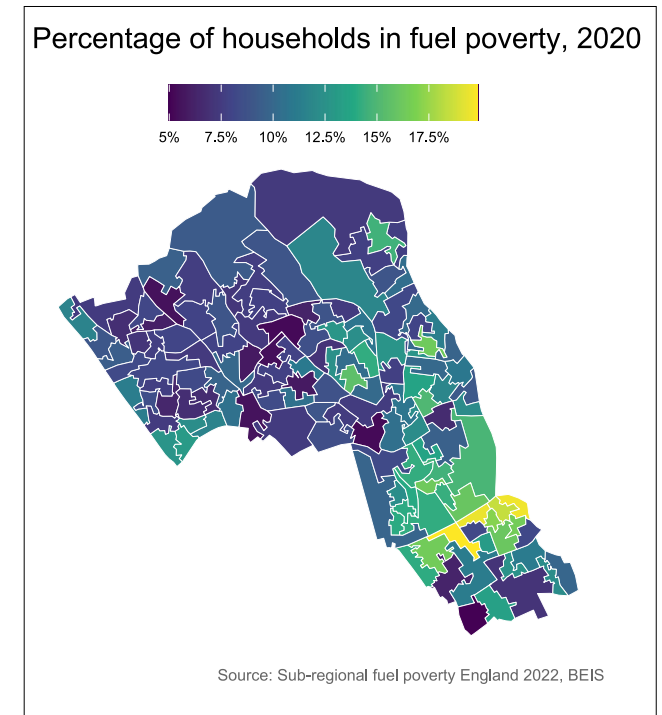 Percentage of households in fuel poverty, 2020
5% 7.5% 10% 12.5% 15% 17.5%
Source: Sub-regional fuel poverty England 2022, BEIS